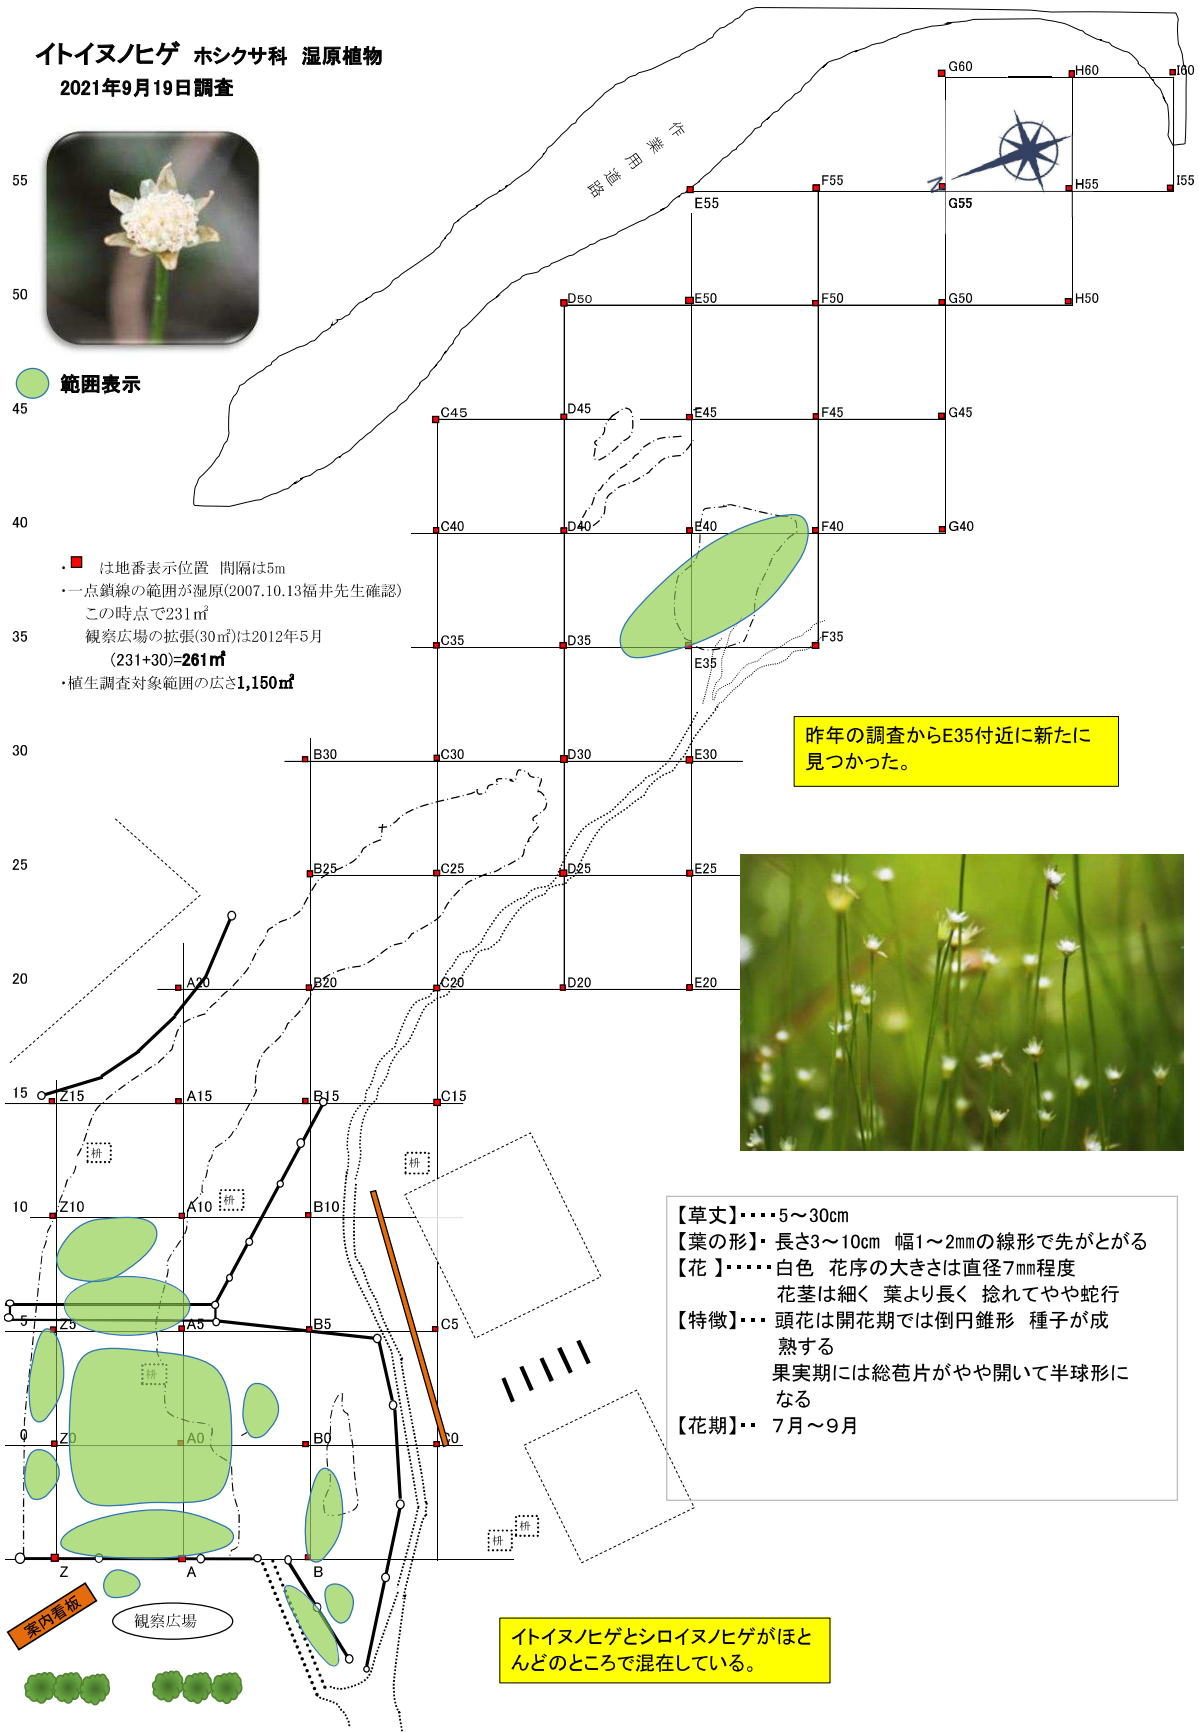 イトイヌノヒゲ ホシクサ科 湿原植物
2021年9月19日調査
範囲表示
55
50
45
40
35
30
25
20
15
10
5
0
・ は地番表示位置 間隔は5m
・一点鎖線の範囲が湿原(2007.10.13福井先生確認)
この時点で231㎡
観察広場の拡張(30㎡)は2012年5月
(231+30)=261㎡
・植生調査対象範囲の広さ1,150㎡
作業用道路
G60
H60
I60
N
E55
F55
G55
H55
I55
D50
E50
F50
G50
H50
C45
D45
E45
F45
G45
C40
D40
E40
F40
G40
C35
D35
E35
F35
B30
C30
D30
E30
B25
C25
D25
E25
A20
B20
C20
D20
E20
Z15
A15
B15
C15
Z10
A10
B10
Z5
A5
B5
C5
Z0
A0
B0
C0
Z
A
B
枡
枡
枡
枡
枡
枡
昨年の調査からE35付近に新たに
見つかった。
【草丈】・・・・5～30cm
【葉の形】・ 長さ3～10cm 幅1～2mmの線形で先がとがる
【花 】・・・・・白色 花序の大きさは直径7mm程度
花茎は細く 葉より長く 捻れてやや蛇行
【特徴】・・・ 頭花は開花期では倒円錐形 種子が成
熟する
果実期には総苞片がやや開いて半球形に
なる
【花期】・・ 7月～9月
案内看板
観察広場
イトイヌノヒゲとシロイヌノヒゲがほと
んどのところで混在している。